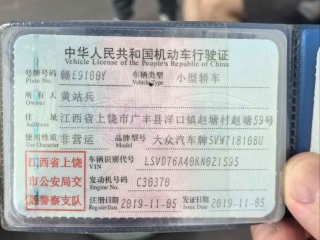 中华人民共和国机动车行驶证
Vehicle License of the People's Republic of China
号牌号码 赣E9100Y 车辆类型 小型轿车
Plate No. Vehicle Type
所有人 黄站兵
Owner
住址 江西省上饶市广丰县洋口镇赵塘村赵塘59号
Address
使用性质 非营运 品牌型号 大众汽车牌SVW71810BU
Use Character Model
江西省上饶
市公安局交
通警察支队
车辆识别代号 LSVD76A40KN021595
VIN
发动机号码 C30370
Engine No.
注册日期 2019-11-05 发证日期 2019-11-05
Register Date Issue Date